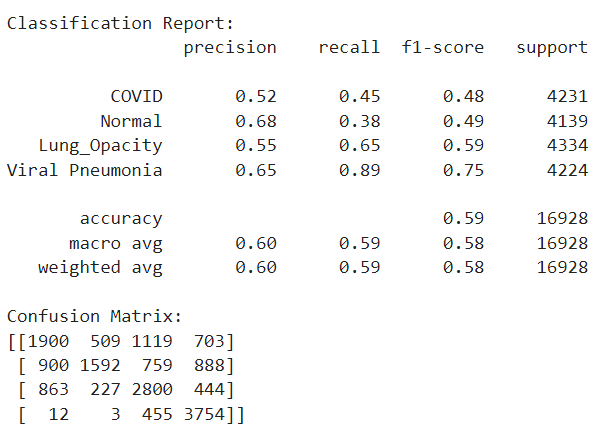 Classification Report:
precision recall f1-score support
COVID 0.52 0.45 0.48 4231
Normal 0.68 0.38 0.49 4139
Lung_Opacity 0.55 0.65 0.59 4334
Viral Pneumonia 0.65 0.89 0.75 4224
accuracy 0.59 16928
macro avg 0.60 0.59 0.58 16928
weighted avg 0.60 0.59 0.58 16928
Confusion Matrix:
[[1900 509 1119 703]
[ 900 1592 759 888]
[ 863 227 2800 444]
[ 12 3 455 3754]]